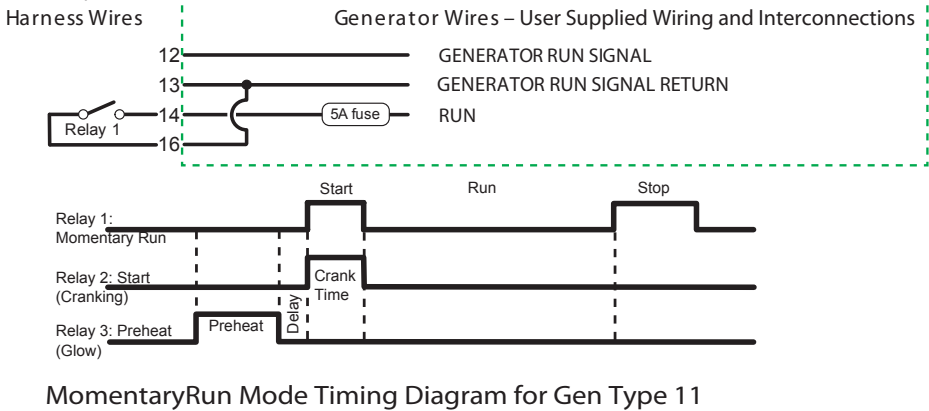 Harness Wires
Generator Wires – User Supplied Wiring and Interconnections
12
GENERATOR RUN SIGNAL
13
GENERATOR RUN SIGNAL RETURN
14
5A fuse
RUN
Relay 1
16
Start
Run
Stop
Relay 1:
Momentary Run
Relay 2: Start
(Cranking)
Crank
Time
Delay
Relay 3: Preheat
(Glow)
Preheat
MomentaryRun Mode Timing Diagram for Gen Type 11